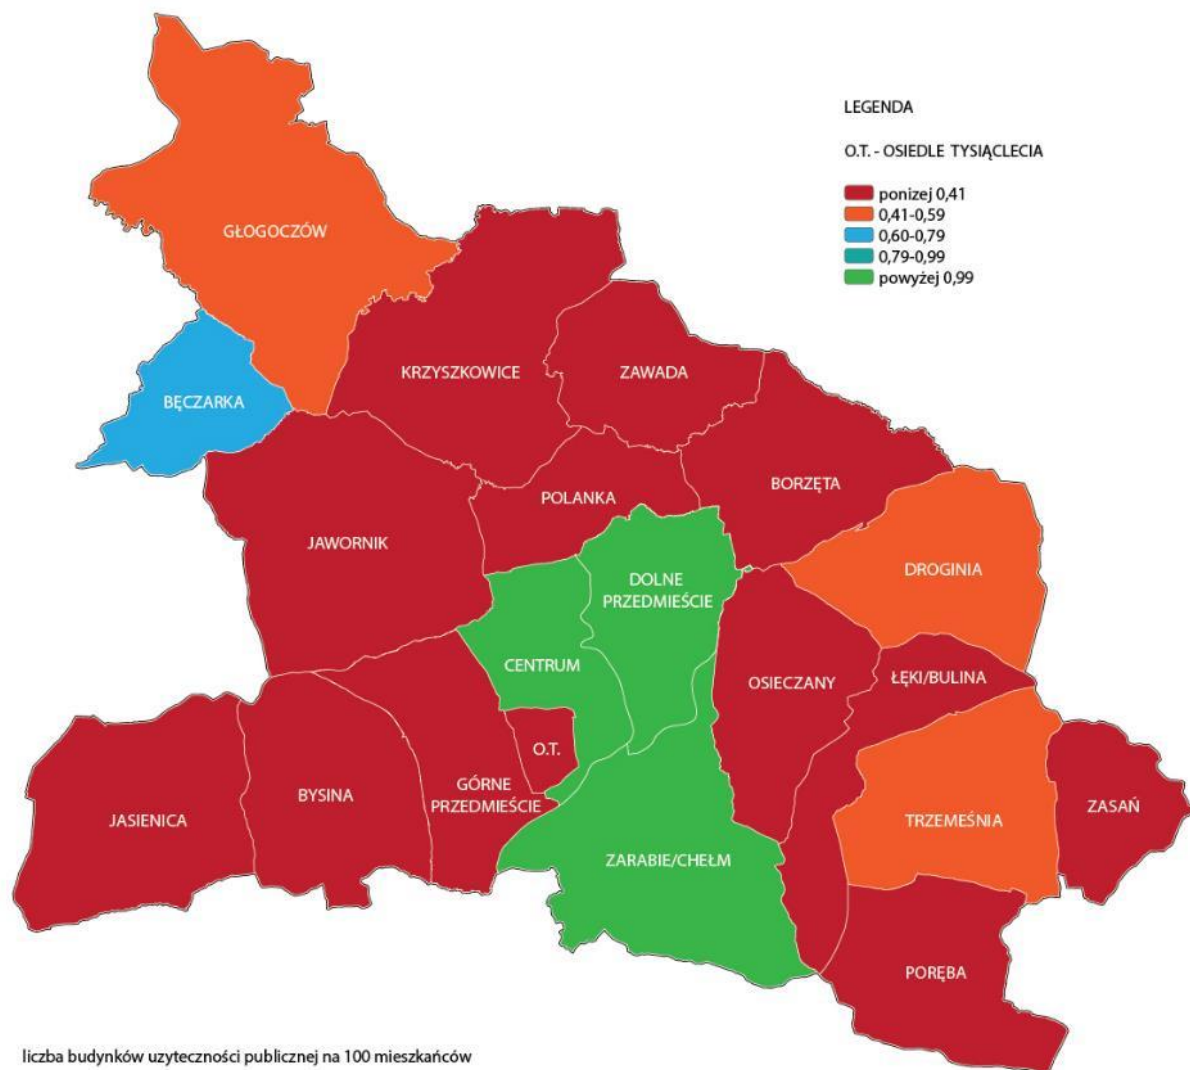 LEGENDA
O.T. - OSIEDLE TYSIĄCLECIA
ponizej 0,41
0,41-0,59
0,60-0,79
0,79-0,99
powyżej 0,99
GŁOGOCZÓW
KRZYSZKOWICE
ZAWADA
BĘCZARKA
BORZĘTA
POLANKA
JAWORNIK
DROGINIA
DOLNE
PRZEDMIEŚCIE
CENTRUM
OSIECZANY
ŁĘKI/BULINA
O.T.
GÓRNE
PRZEDMIEŚCIE
BYSINA
JASIENICA
TRZEMEŚNIA
ZASAŃ
ZARABIE/CHEŁM
PORĘBA
liczba budynków uzyteczności publicznej na 100 mieszkańców